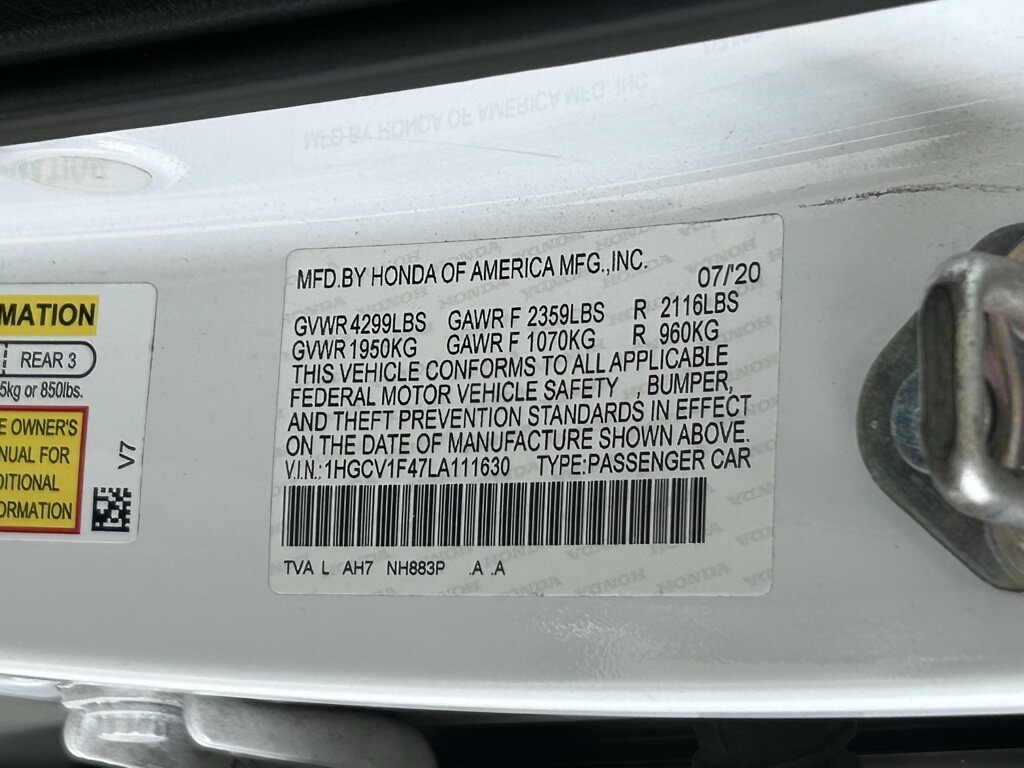 MFD.BY HONDA OF AMERICA MFG.,INC. 07/'20
GVWR 4299LBS GAWR F 2359LBS R 2116LBS
GVWR 1950KG GAWR F 1070KG R 960KG
THIS VEHICLE CONFORMS TO ALL APPLICABLE
FEDERAL MOTOR VEHICLE SAFETY , BUMPER,
AND THEFT PREVENTION STANDARDS IN EFFECT
ON THE DATE OF MANUFACTURE SHOWN ABOVE.
V.I.N.:1HGCV1F47LA111630 TYPE:PASSENGER CAR
TVA L AH7 NH883P .A .A
MATION
REAR 3
5kg or 850lbs.
E OWNER'S
NUAL FOR
DITIONAL
ORMATION
V7